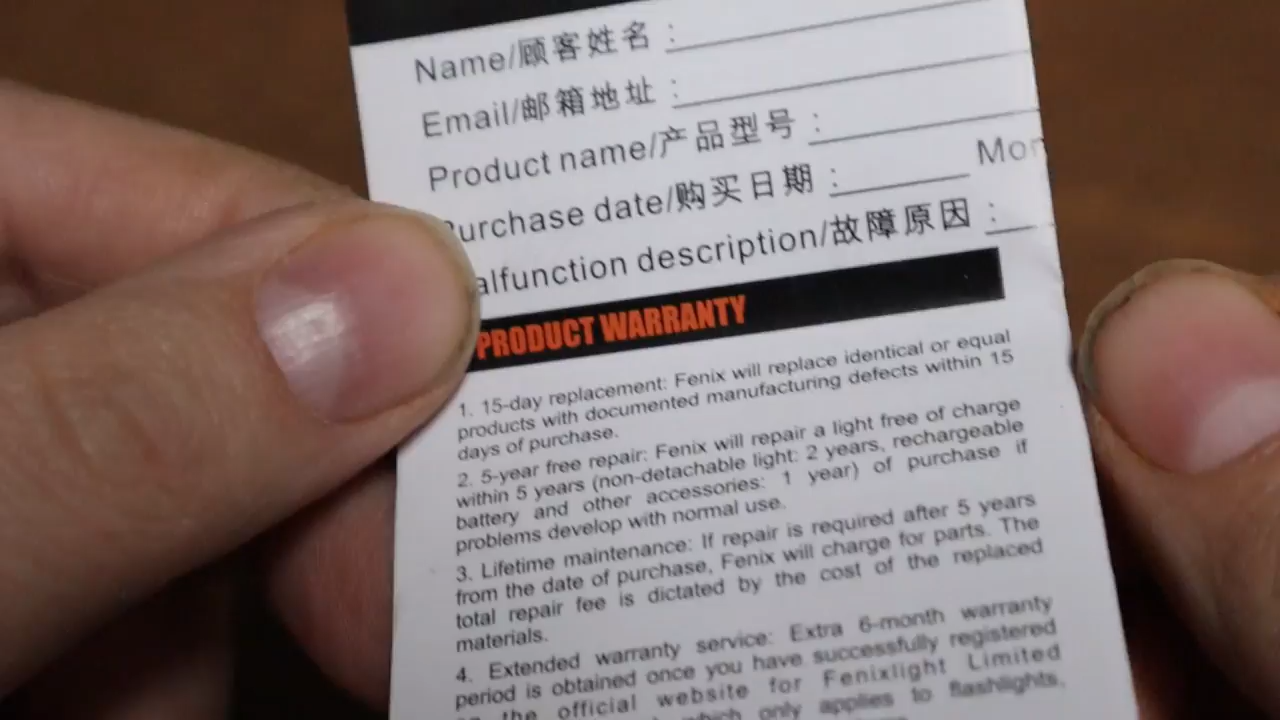 Name/顾客姓名 :
Email/邮箱地址 :
Product name/产品型号 :
urchase date/购买日期 : Mon
alfunction description/故障原因 :
PRODUCT WARRANTY
1. 15-day replacement: Fenix will replace identical or equal
products with documented manufacturing defects within 15
days of purchase.
2. 5-year free repair: Fenix will repair a light free of charge
within 5 years (non-detachable light: 2 years, rechargeable
battery and other accessories: 1 year) of purchase if
problems develop with normal use.
3. Lifetime maintenance: If repair is required after 5 years
from the date of purchase, Fenix will charge for parts. The
total repair fee is dictated by the cost of the replaced
materials.
4. Extended warranty service: Extra 6-month warranty
period is obtained once you have successfully registered
on the official website for Fenixlight Limited
which only applies to flashlights,